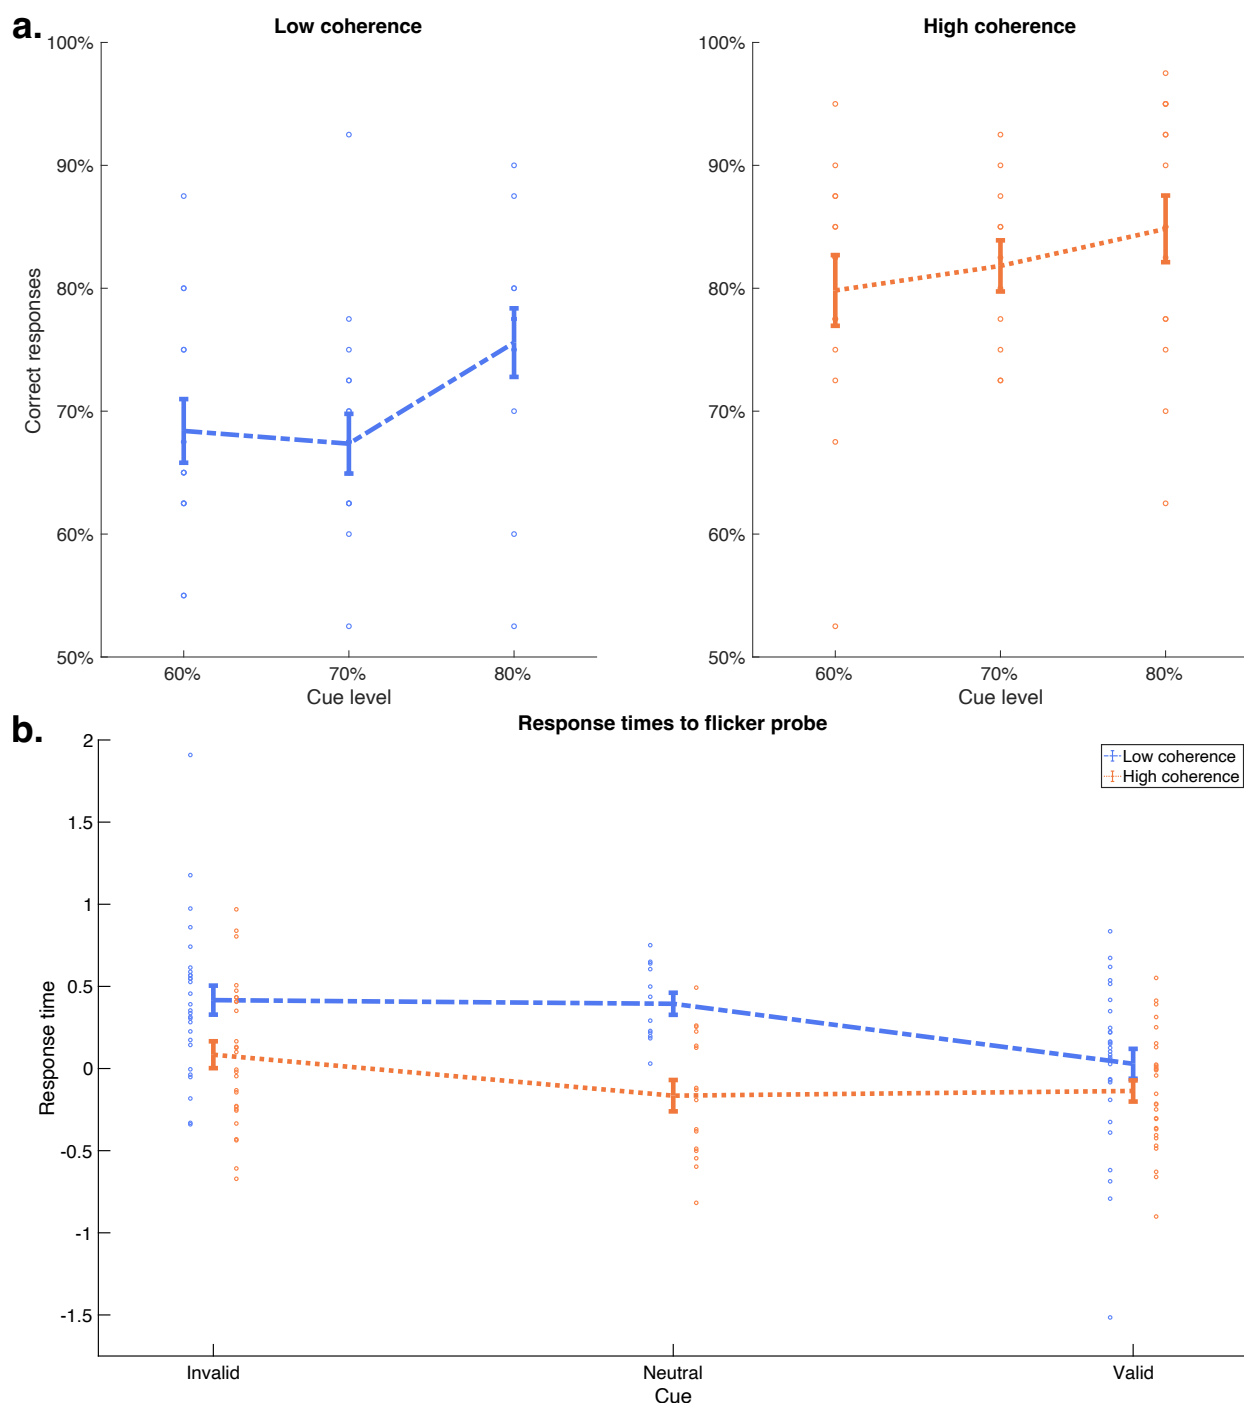 a.
Low coherence
High coherence
100%
90%
80%
70%
60%
50%
Correct responses
60%
70%
80%
Cue level
100%
90%
80%
70%
60%
50%
60%
70%
80%
Cue level
b.
Response times to flicker probe
2
1.5
1
0.5
0
-0.5
-1
-1.5
Response time
Low coherence
High coherence
Invalid
Neutral
Valid
Cue